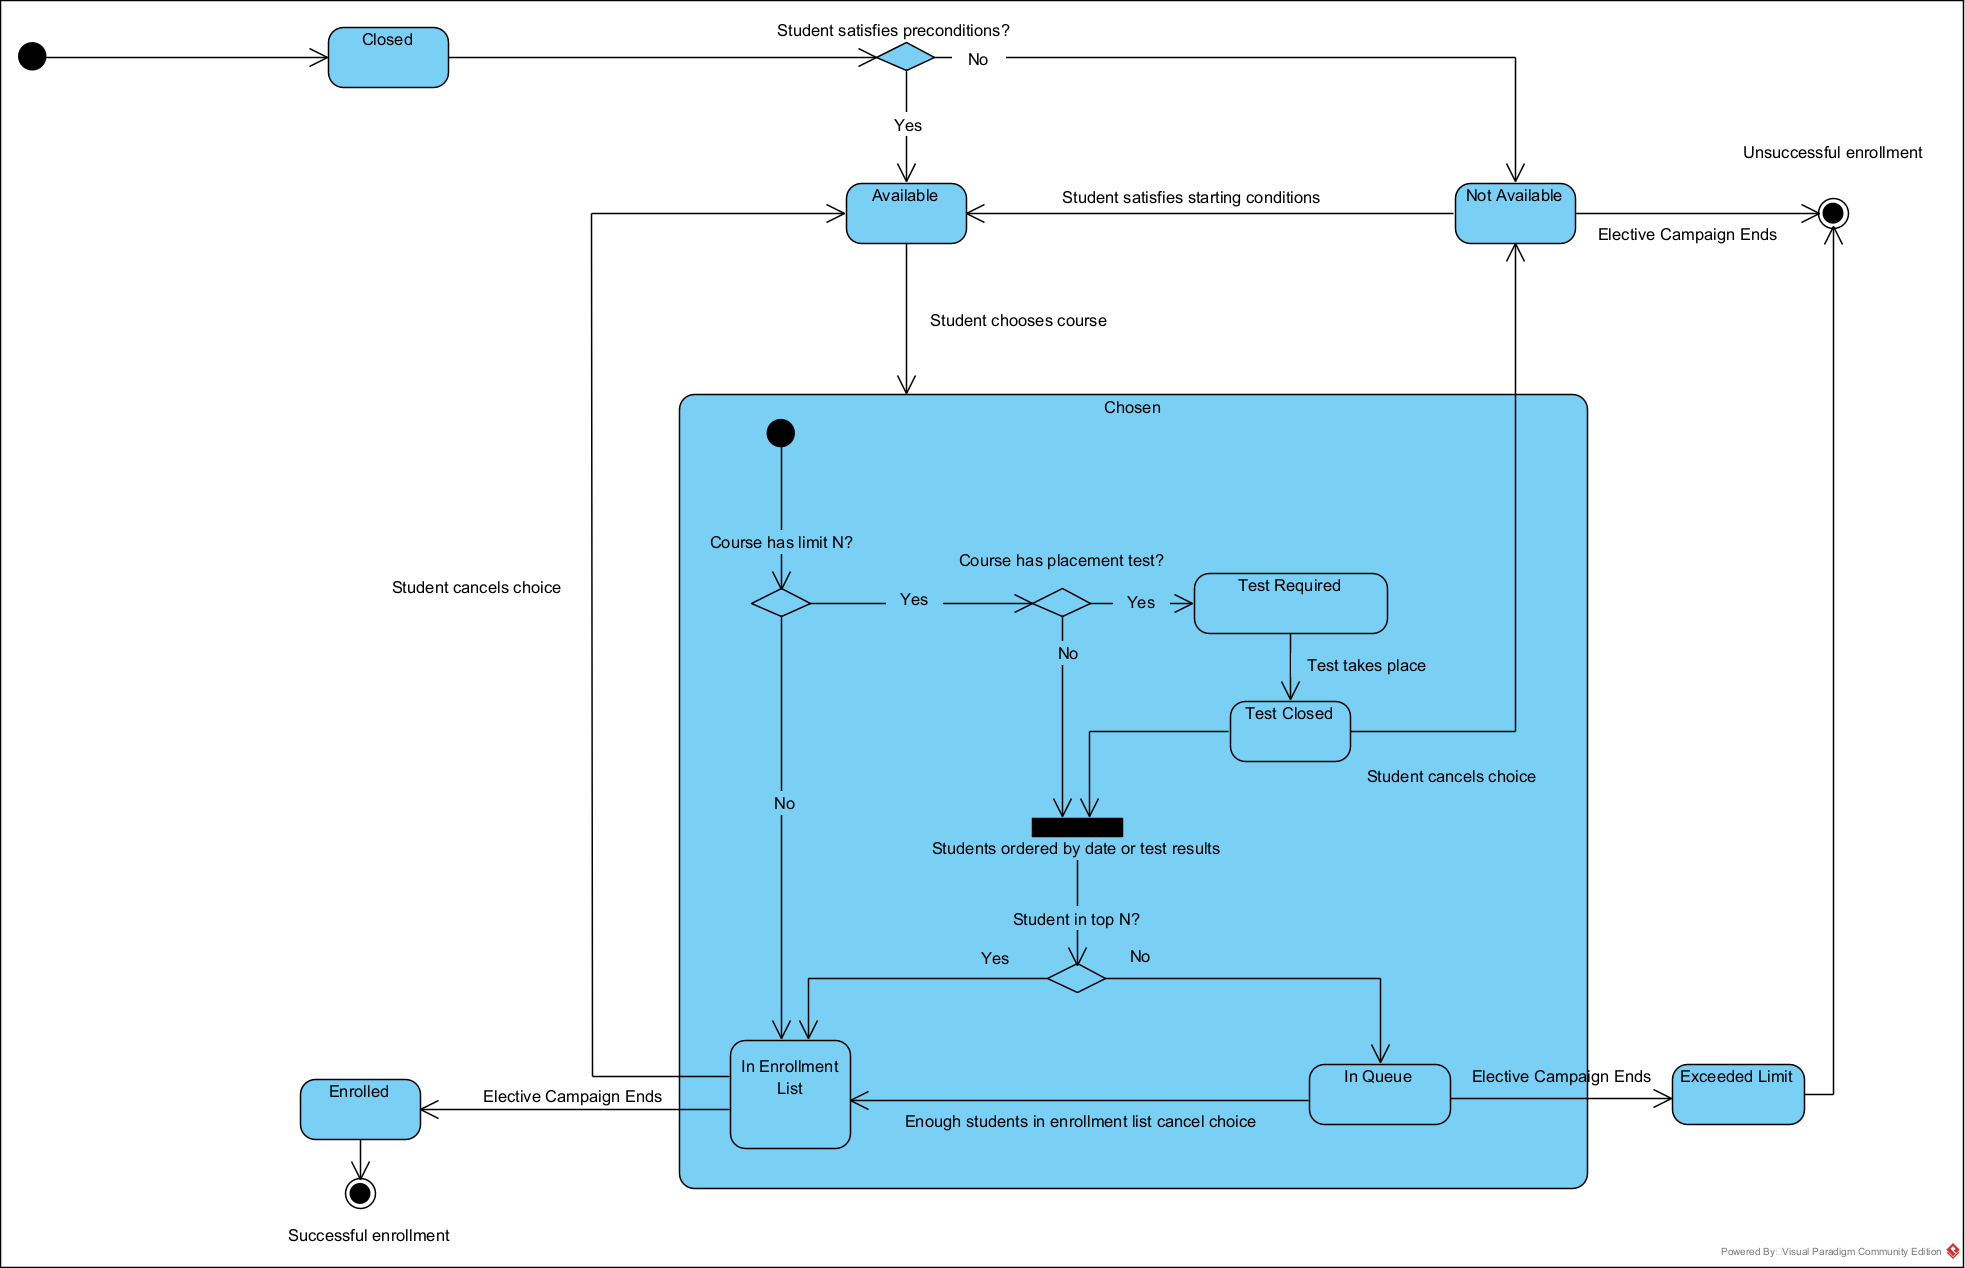 Student satisfies preconditions?
Closed
No
Yes
Unsuccessful enrollment
Available
Student satisfies starting conditions
Not Available
Elective Campaign Ends
Student chooses course
Chosen
Course has limit N?
Course has placement test?
Student cancels choice
Yes
Yes
Test Required
No
Test takes place
Test Closed
Student cancels choice
No
Students ordered by date or test results
Student in top N?
Yes
No
In Enrollment
List
In Queue
Elective Campaign Ends
Exceeded Limit
Enrolled
Elective Campaign Ends
Enough students in enrollment list cancel choice
Successful enrollment
Powered By Visual Paradigm Community Edition